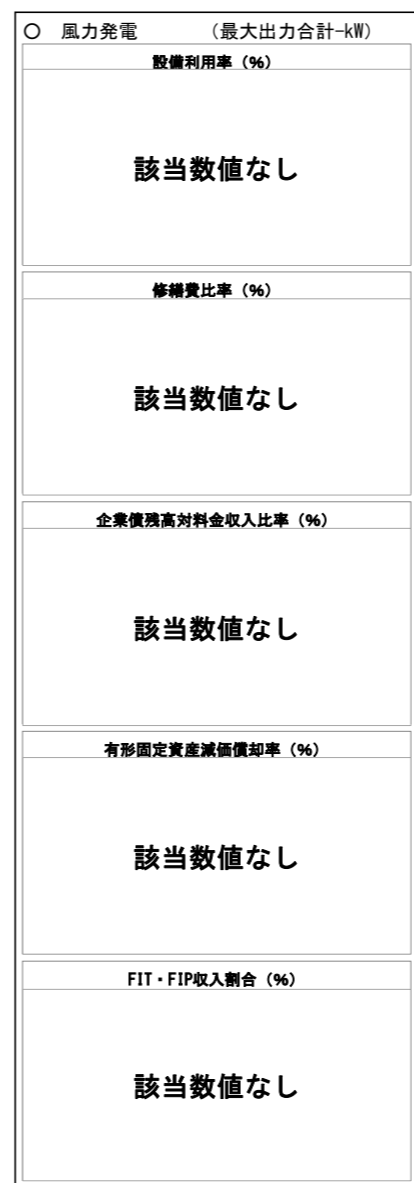 ○ 風力発電 （最大出力合計-kW）
設備利用率（%）
該当数値なし
修繕費比率（%）
該当数値なし
企業債残高対料金収入比率（%）
該当数値なし
有形固定資産減価償却率（%）
該当数値なし
FIT・FIP収入割合（%）
該当数値なし